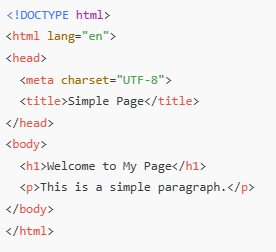 <!DOCTYPE html>
<html lang="en">
<head>
  <meta charset="UTF-8">
  <title>Simple Page</title>
</head>
<body>
  <h1>Welcome to My Page</h1>
  <p>This is a simple paragraph.</p>
</body>
</html>